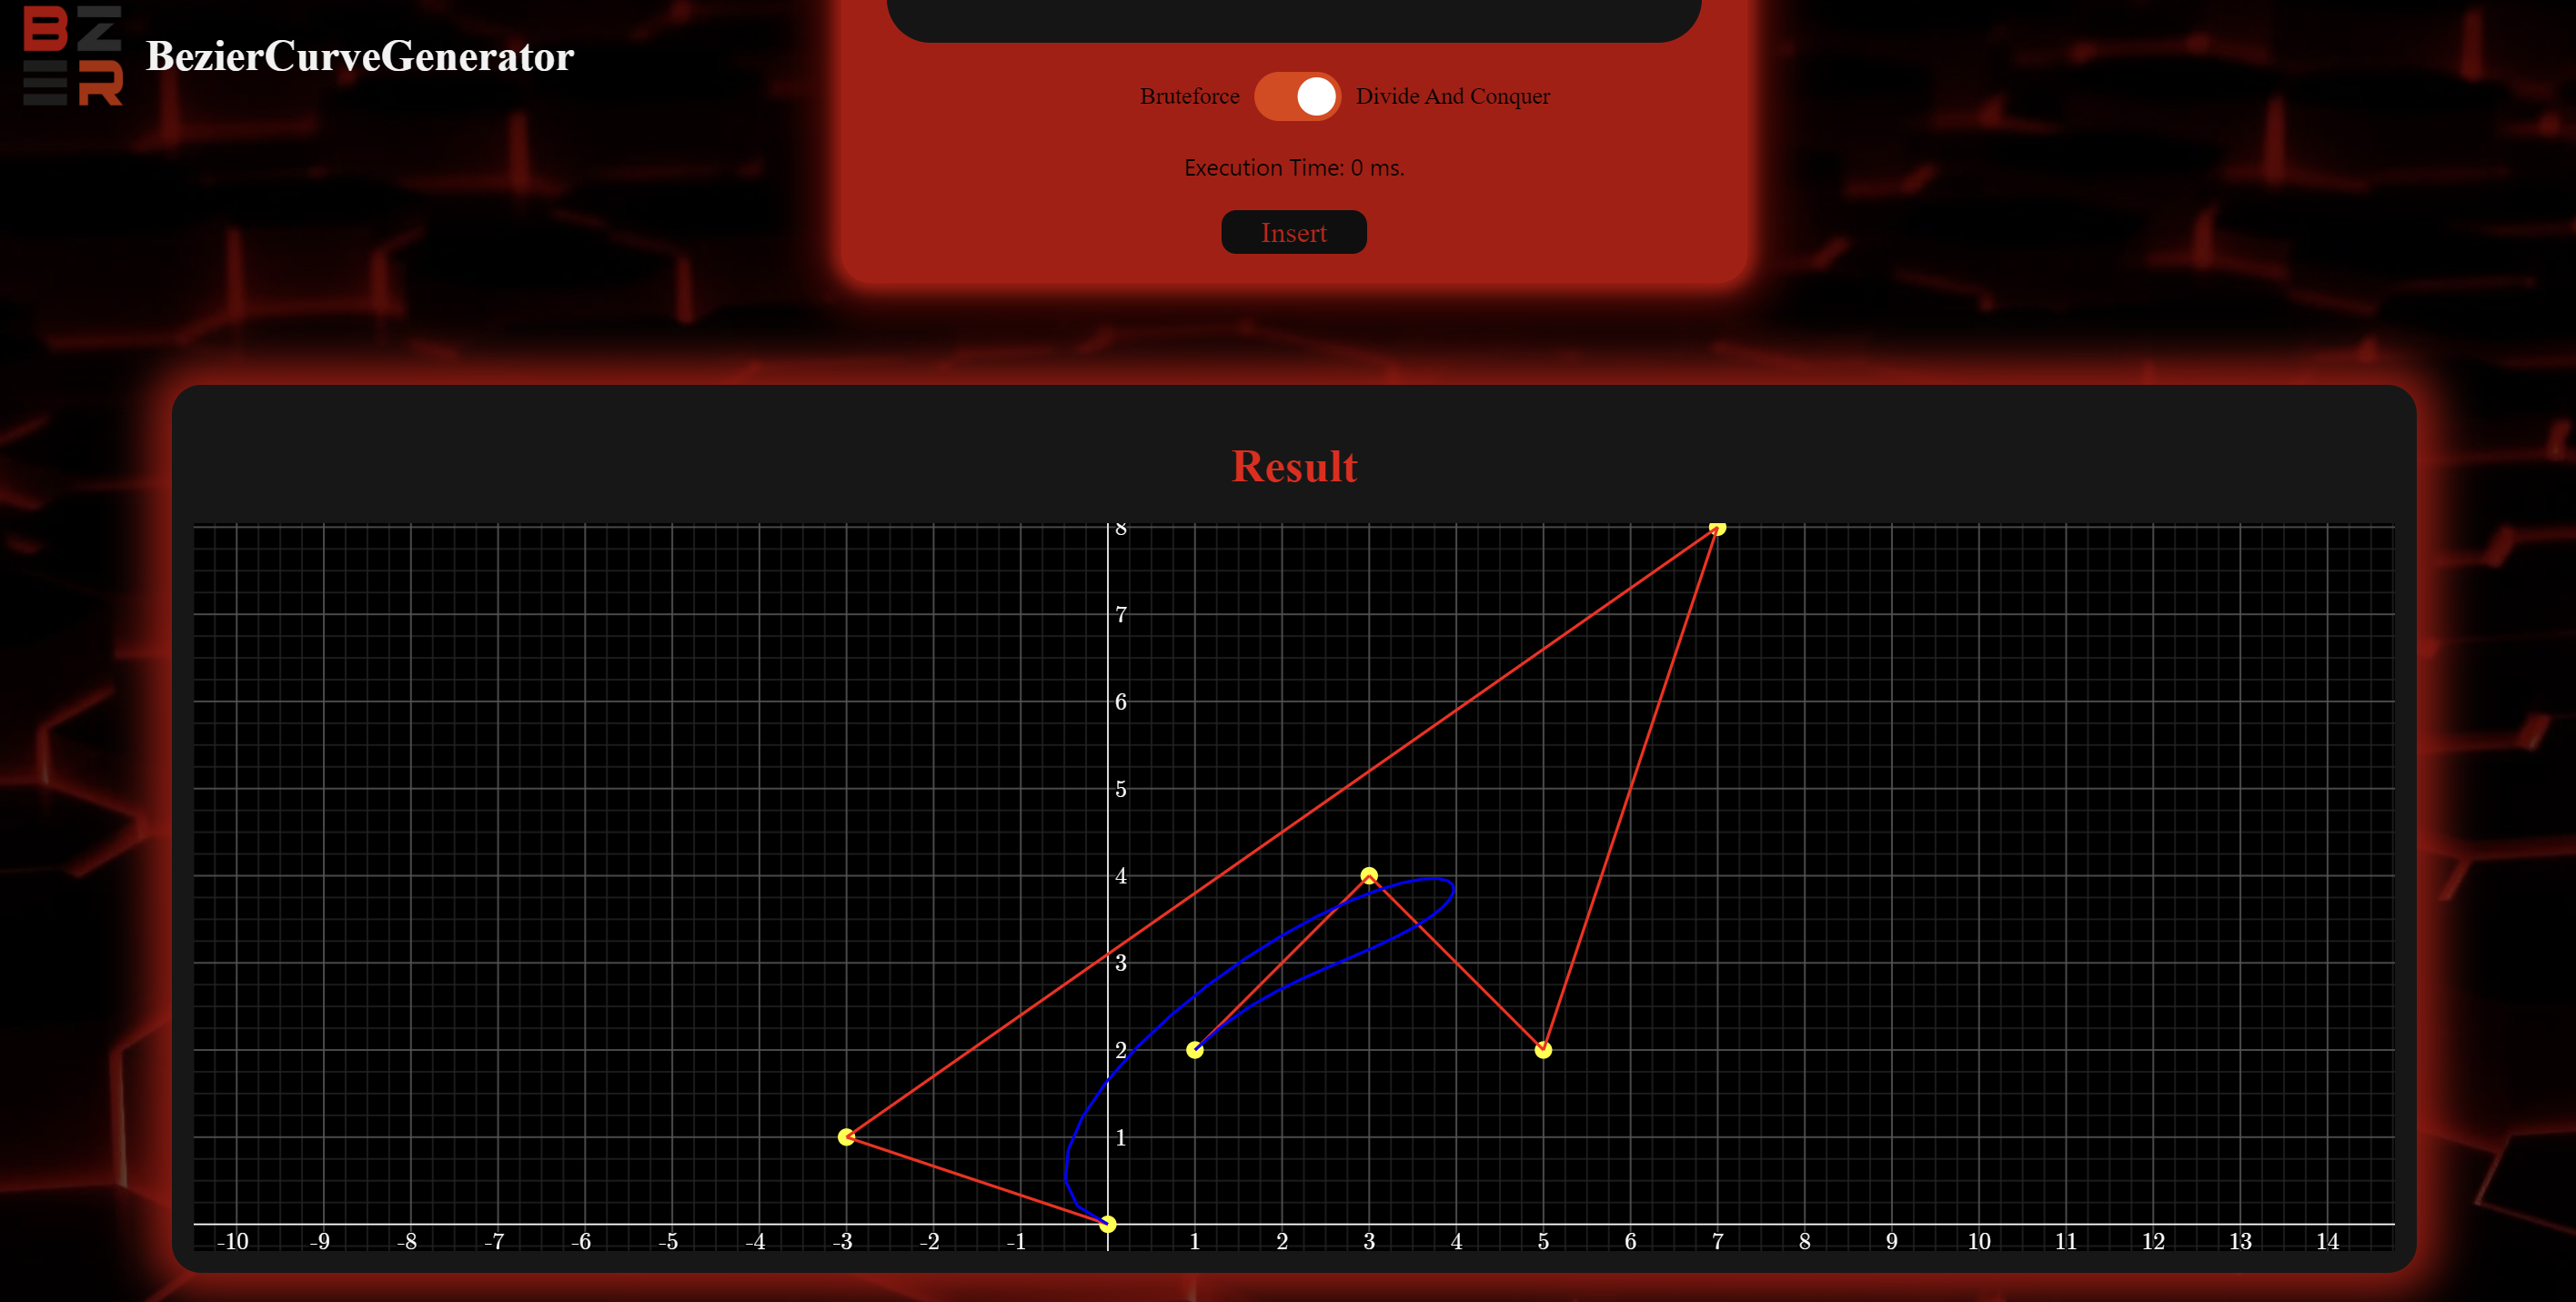 BZ
ER
BezierCurveGenerator
Bruteforce Divide And Conquer
Execution Time: 0 ms.
Insert
Result
8
7
6
5
4
3
2
1
-10 -9 -8 -7 -6 -5 -4 -3 -2 -1 1 2 3 4 5 6 7 8 9 10 11 12 13 14